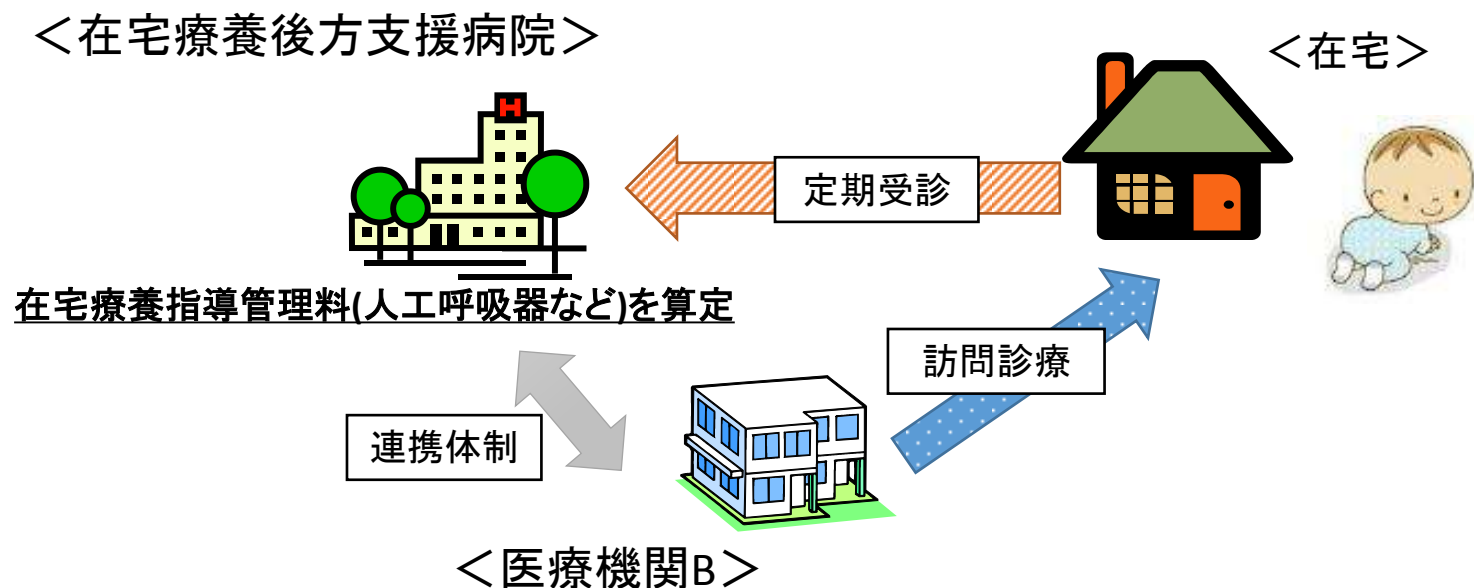 ＜在宅療養後方支援病院＞
＜在宅＞
H
定期受診
在宅療養指導管理料(人工呼吸器など)を算定
訪問診療
連携体制
＜医療機関B＞